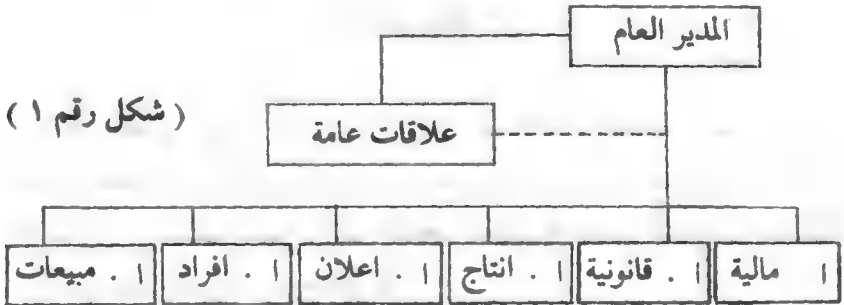 المدير العام
علاقات عامة
( شكل رقم ١ )
ا مالية
ا . قانونية
ا . انتاج
ا . اعلان
ا . افراد
ا . مبيعات